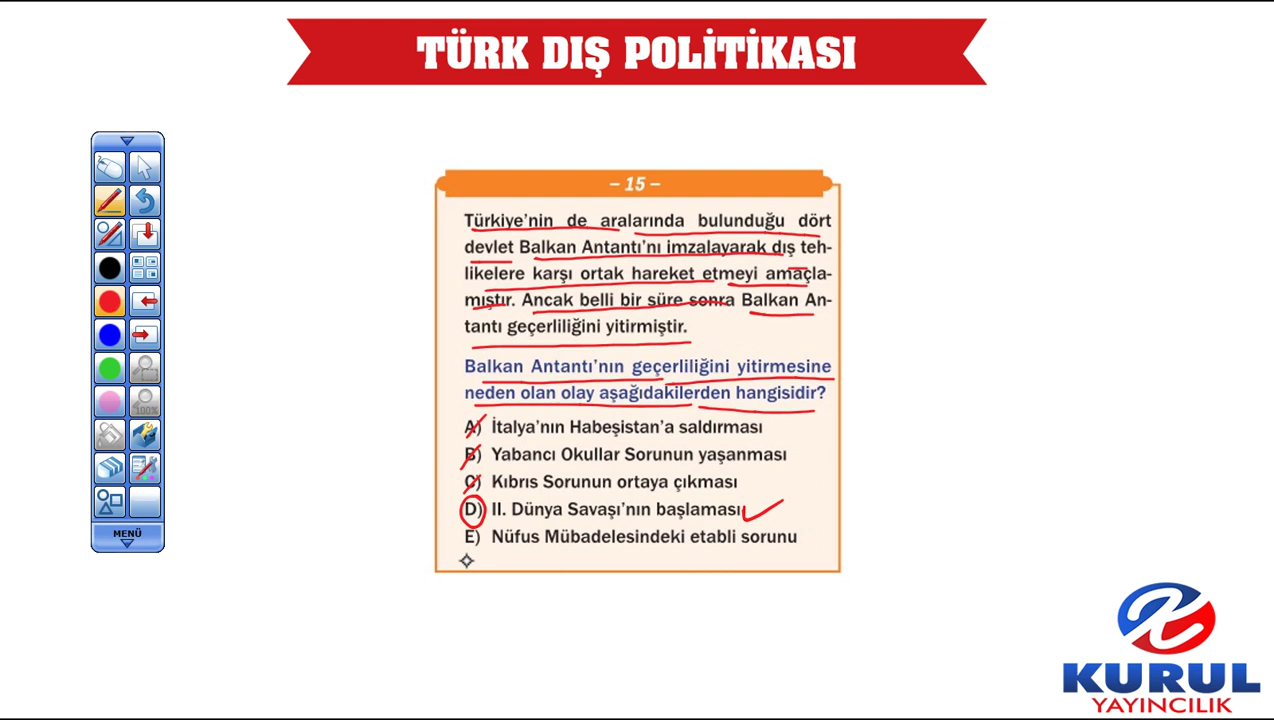 TÜRK DIŞ POLİTİKASI
– 15 –
Türkiye'nin de aralarında bulunduğu dört
devlet Balkan Antantı'nı imzalayarak dış teh-
likelere karşı ortak hareket etmeyi amaçla-
mıştır. Ancak belli bir süre sonra Balkan An-
tantı geçerliliğini yitirmiştir.
Balkan Antantı'nın geçerliliğini yitirmesine
neden olan olay aşağıdakilerden hangisidir?
A) İtalya'nın Habeşistan'a saldırması
B) Yabancı Okullar Sorunun yaşanması
C) Kıbrıs Sorunun ortaya çıkması
D) II. Dünya Savaşı'nın başlaması
E) Nüfus Mübadelesindeki etabli sorunu
100%
MENÜ
KURUL
YAYINCILIK